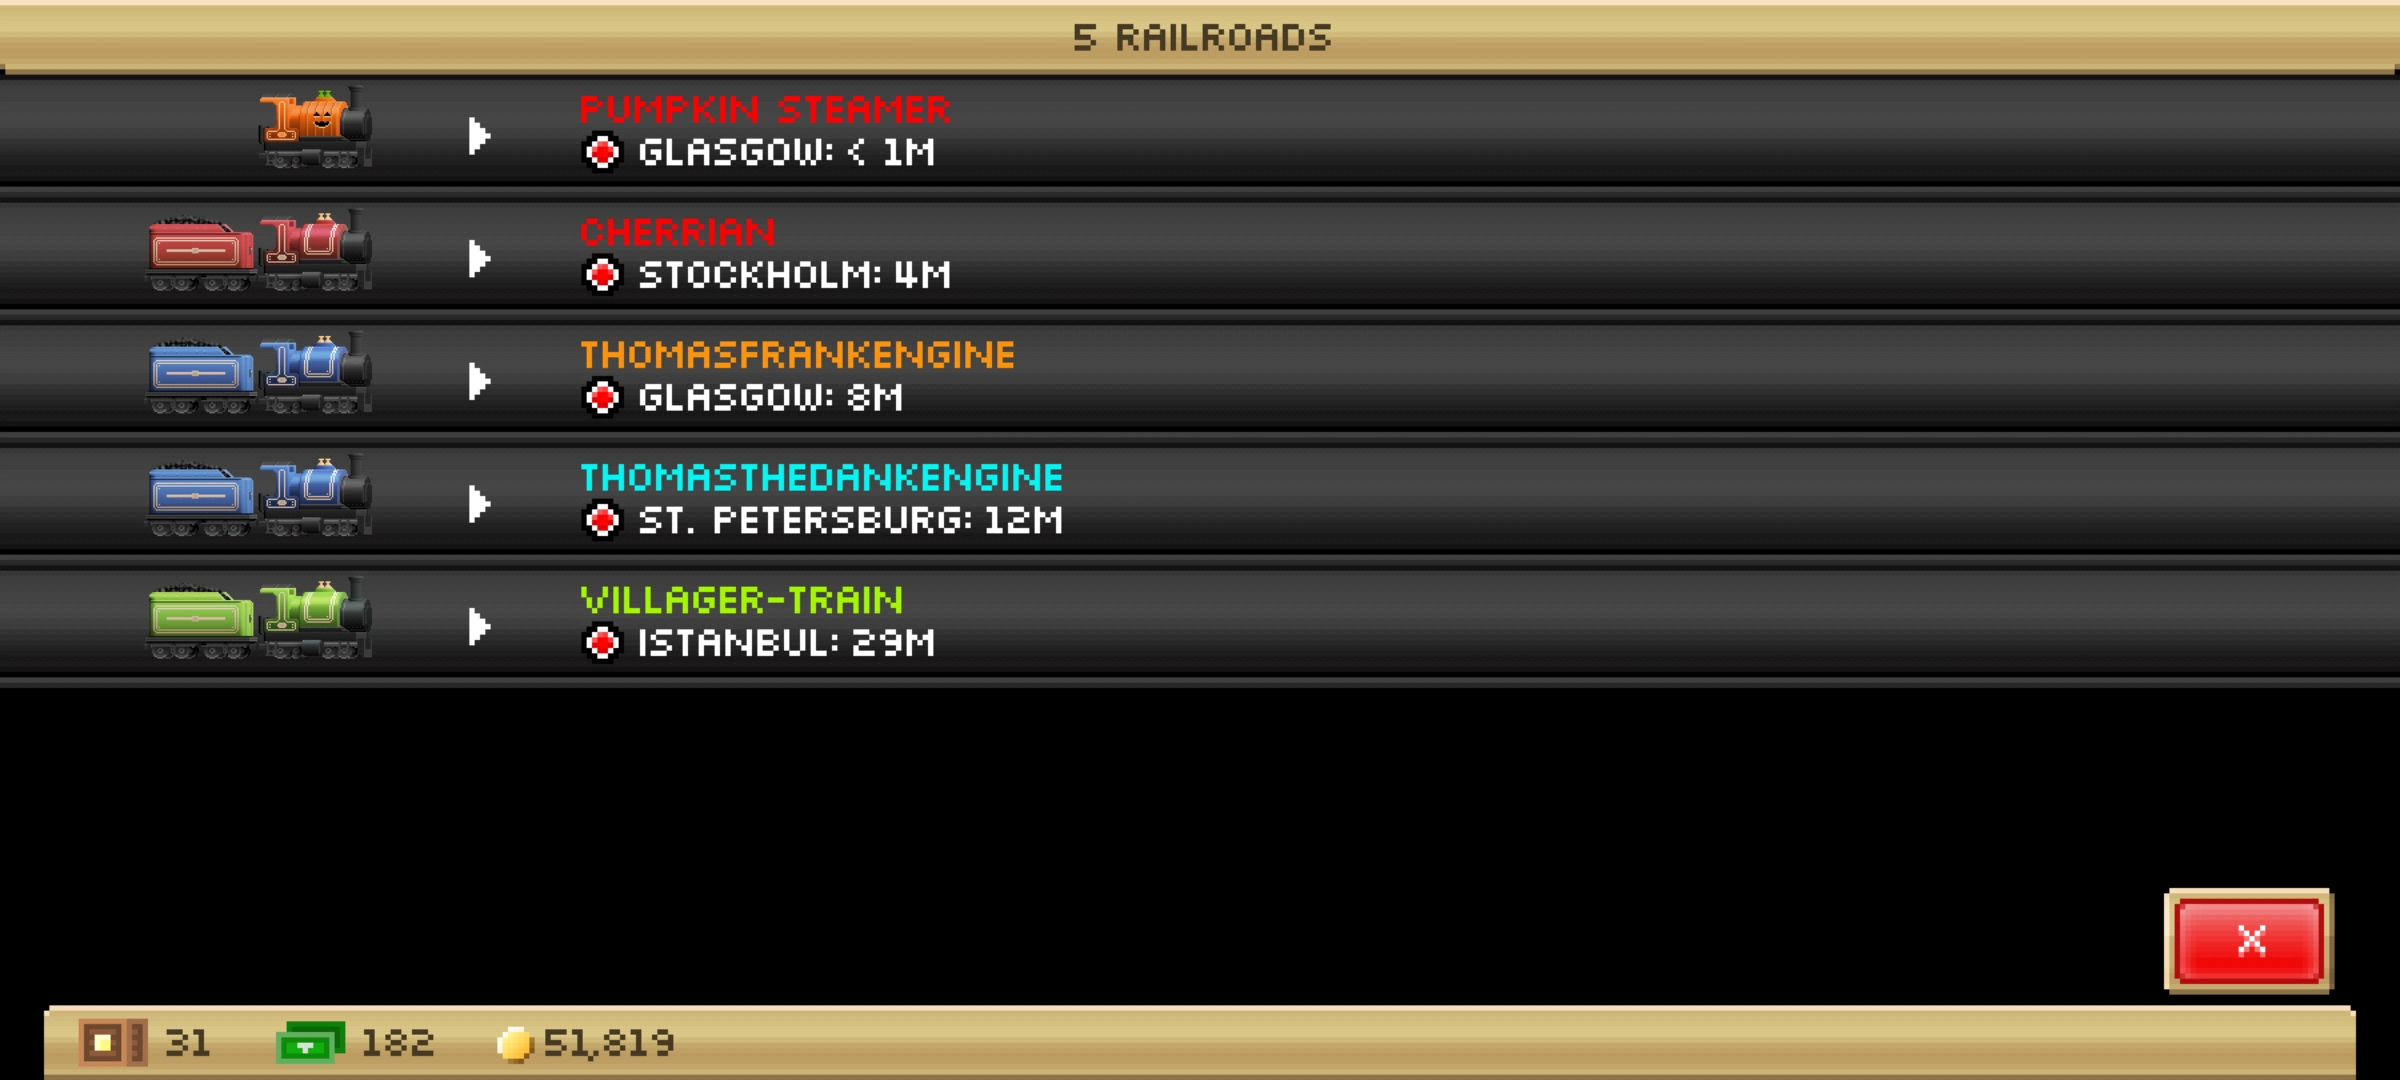 5 RAILROADS
PUMPKIN STEAMER
GLASGOW: < 1M
CHERRIAN
STOCKHOLM: 4M
THOMASFRANKENGINE
GLASGOW: 8M
THOMASTHEDANKENGINE
ST. PETERSBURG: 12M
VILLAGER-TRAIN
ISTANBUL: 29M
X
31 182 51,819